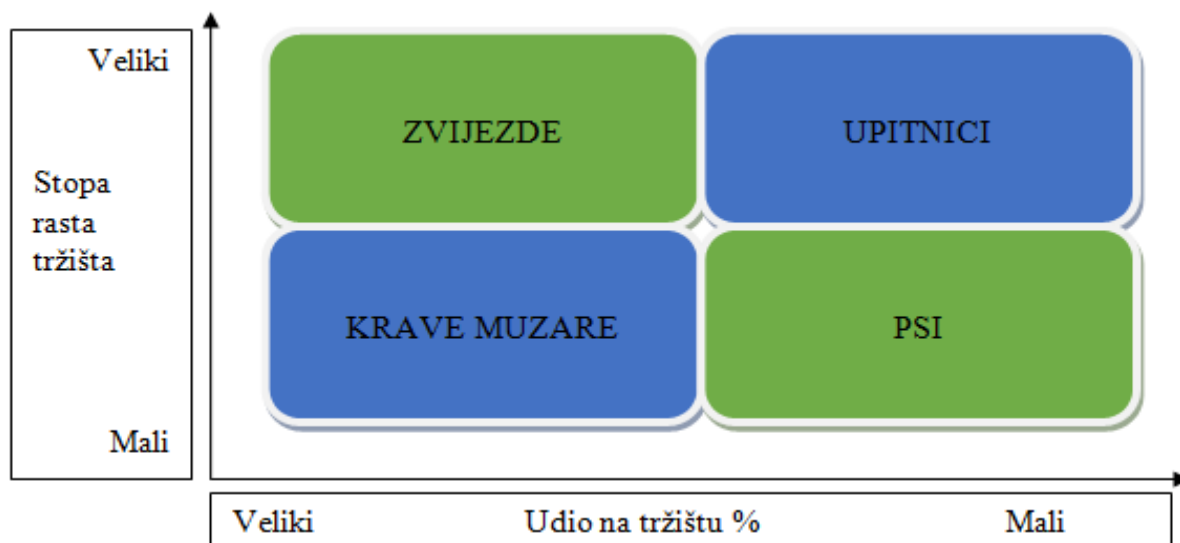 Veliki
Stopa
rasta
tržišta
Mali
ZVIJEZDE
UPITNICI
KRAVE MUZARE
PSI
Veliki
Udio na tržištu %
Mali